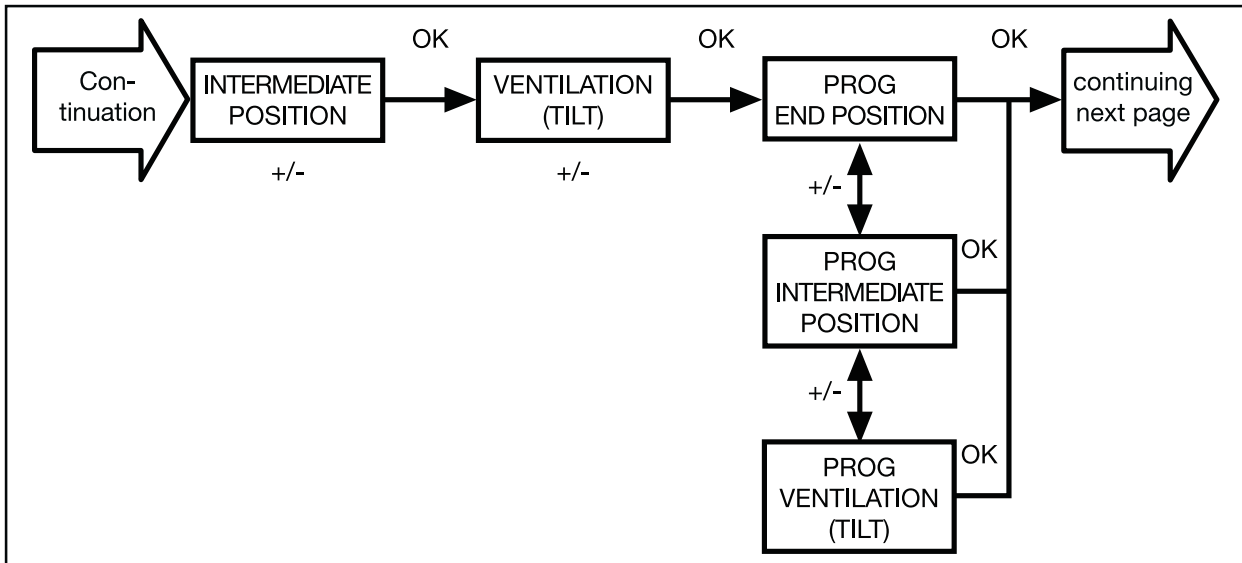 OK
OK
OK
Con-
tinuation
INTERMEDIATE
POSITION
VENTILATION
(TILT)
PROG
END POSITION
continuing
next page
+/-
+/-
+/-
PROG
INTERMEDIATE
POSITION
OK
+/-
PROG
VENTILATION
(TILT)
OK